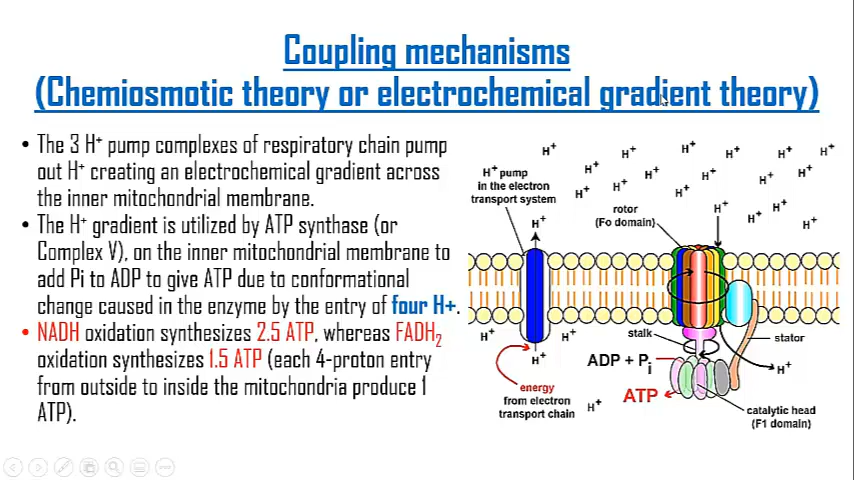 Coupling mechanisms
(Chemiosmotic theory or electrochemical gradient theory)
• The 3 H⁺ pump complexes of respiratory chain pump
out H⁺ creating an electrochemical gradient across
the inner mitochondrial membrane.
• The H⁺ gradient is utilized by ATP synthase (or
Complex V), on the inner mitochondrial membrane to
add Pi to ADP to give ATP due to conformational
change caused in the enzyme by the entry of four H+.
• NADH oxidation synthesizes 2.5 ATP, whereas FADH₂
oxidation synthesizes 1.5 ATP (each 4-proton entry
from outside to inside the mitochondria produce 1
ATP).
H⁺ H⁺ H⁺ H⁺ H⁺ H⁺
H⁺ H⁺ H⁺ H⁺ H⁺
H⁺ H⁺ H⁺
H⁺ pump
in the electron
transport system
H⁺ H⁺ H⁺ H⁺ H⁺
rotor
(Fo domain)
H⁺
H⁺ H⁺
stalk
stator
H⁺
ADP + Pi
H⁺
energy
from electron
transport chain
ATP
H⁺
catalytic head
(F1 domain)